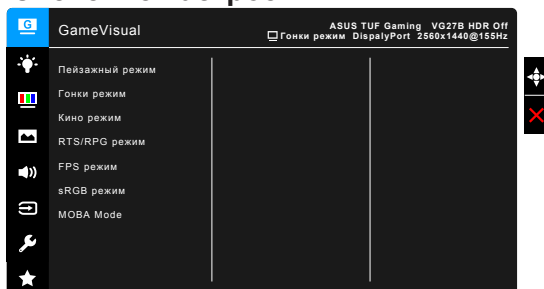 G
GameVisual
ASUS TUF Gaming VG27B HDR Off
Гонки режим DispalyPort 2560x1440@155Hz
Пейзажный режим
Гонки режим
Кино режим
RTS/RPG режим
FPS режим
sRGB режим
MOBA Mode